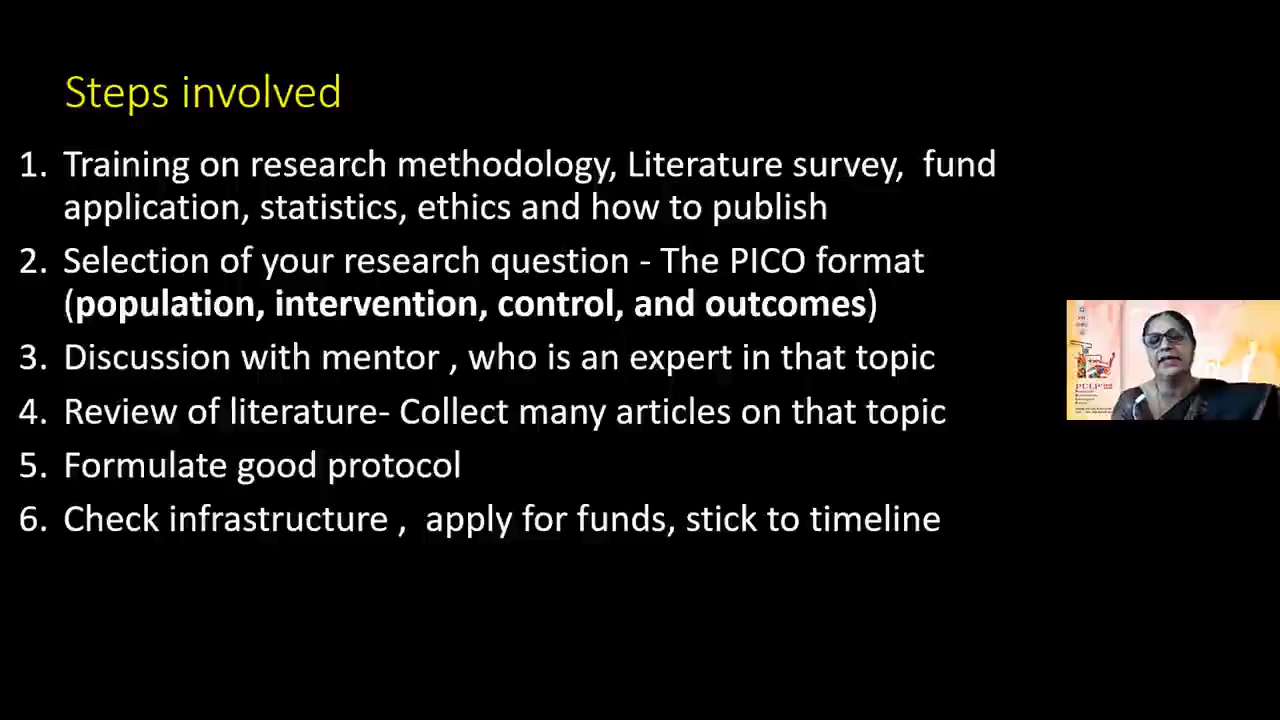 Steps involved
1. Training on research methodology, Literature survey,  fund
application, statistics, ethics and how to publish
2. Selection of your research question - The PICO format
(population, intervention, control, and outcomes)
3. Discussion with mentor , who is an expert in that topic
4. Review of literature- Collect many articles on that topic
5. Formulate good protocol
6. Check infrastructure ,  apply for funds, stick to timeline